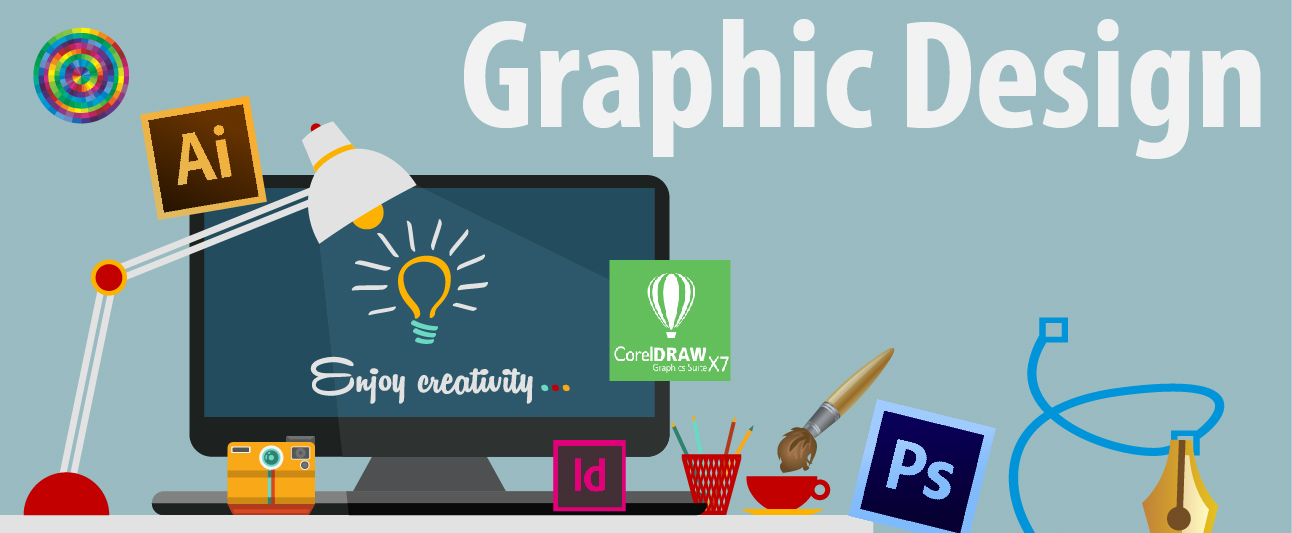 Graphic Design
Ai
CorelDRAW
Graphics Suite X7
Enjoy creativity...
Id
Ps